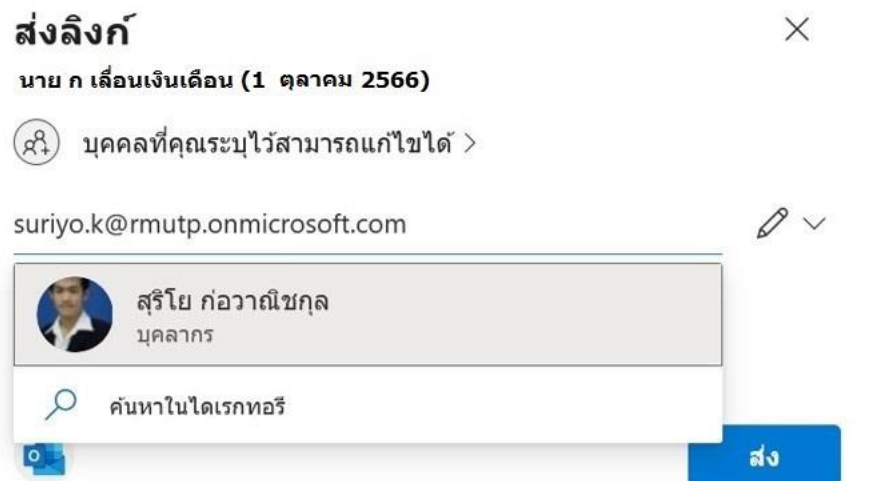 ส่งลิงก์
นาย ก เลื่อนเงินเดือน (1 ตุลาคม 2566)
บุคคลที่คุณระบุไว้สามารถแก้ไขได้ >
suriyo.k@rmutp.onmicrosoft.com
สุริโย ก่อวาณิชกุล
บุคลากร
ค้นหาในไดเรกทอรี
ส่ง